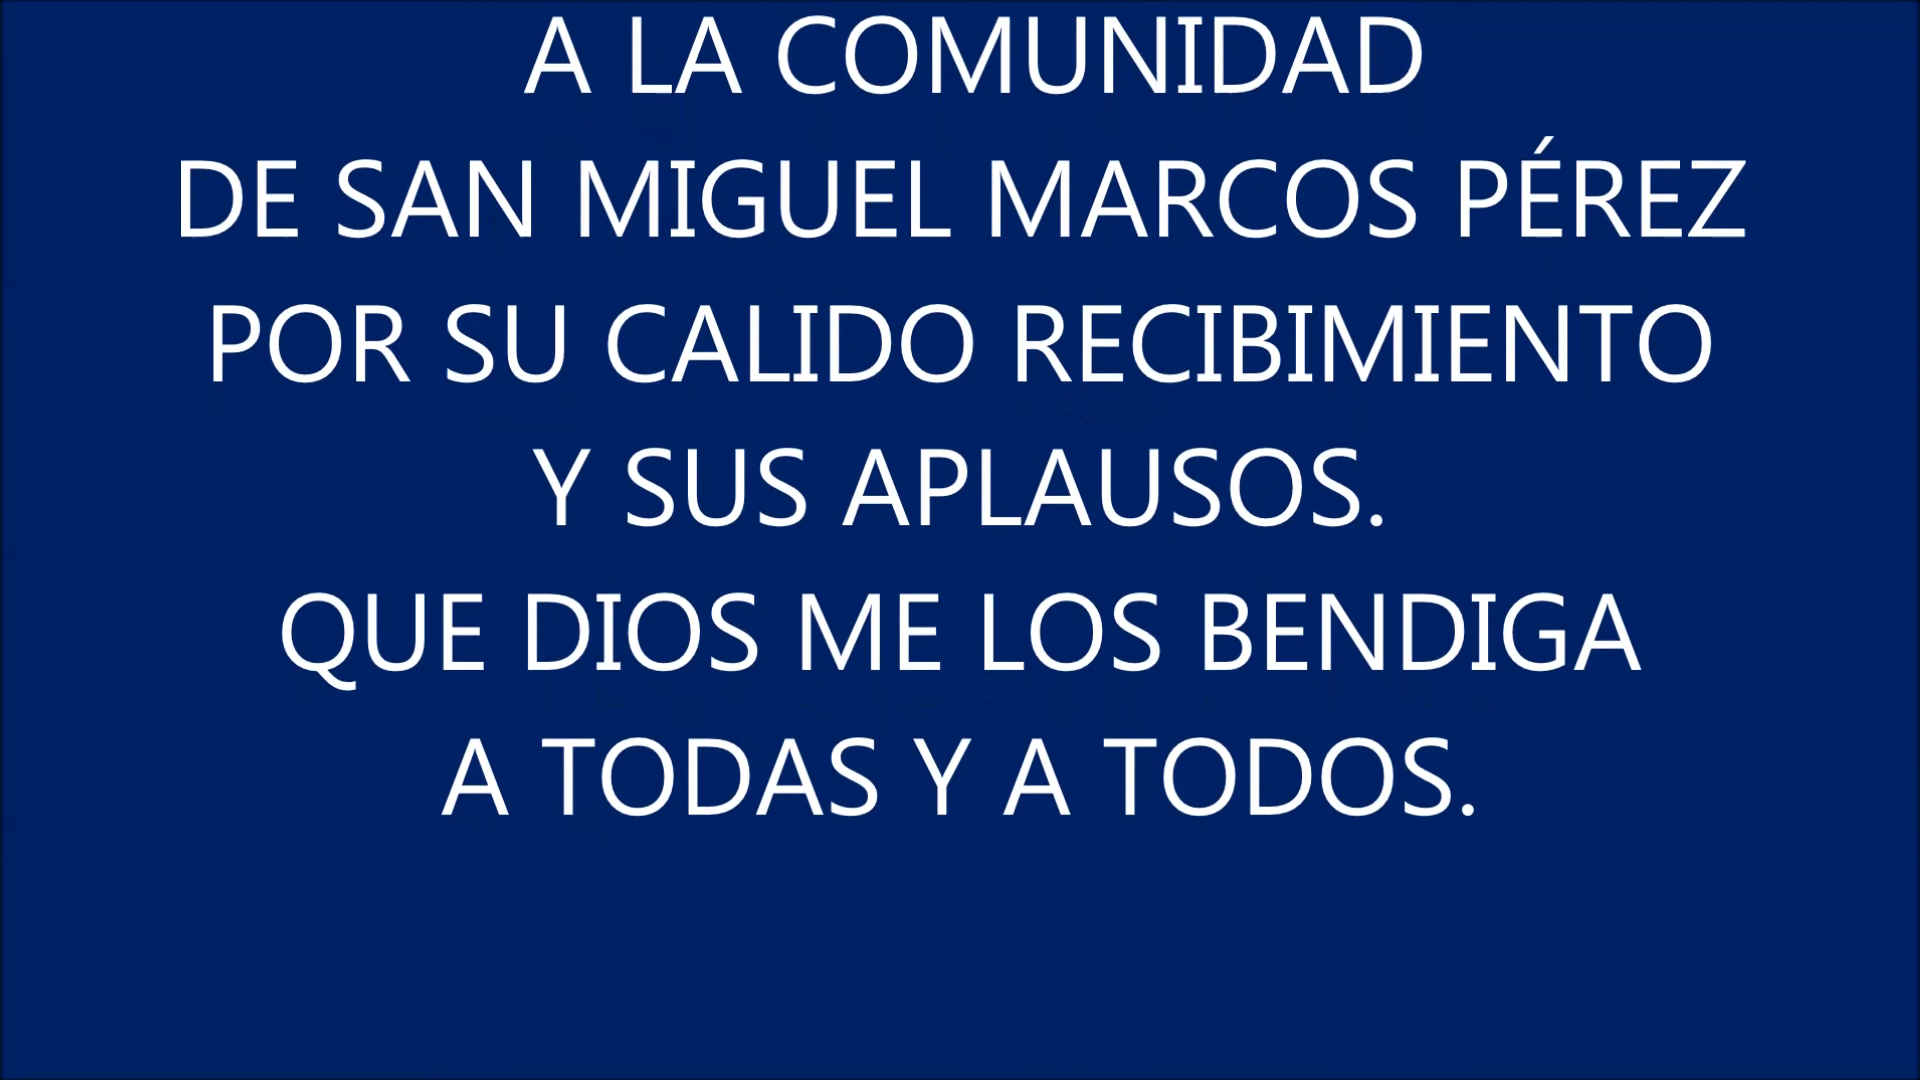 A LA COMUNIDAD
DE SAN MIGUEL MARCOS PÉREZ
POR SU CALIDO RECIBIMIENTO
Y SUS APLAUSOS.
QUE DIOS ME LOS BENDIGA
A TODAS Y A TODOS.